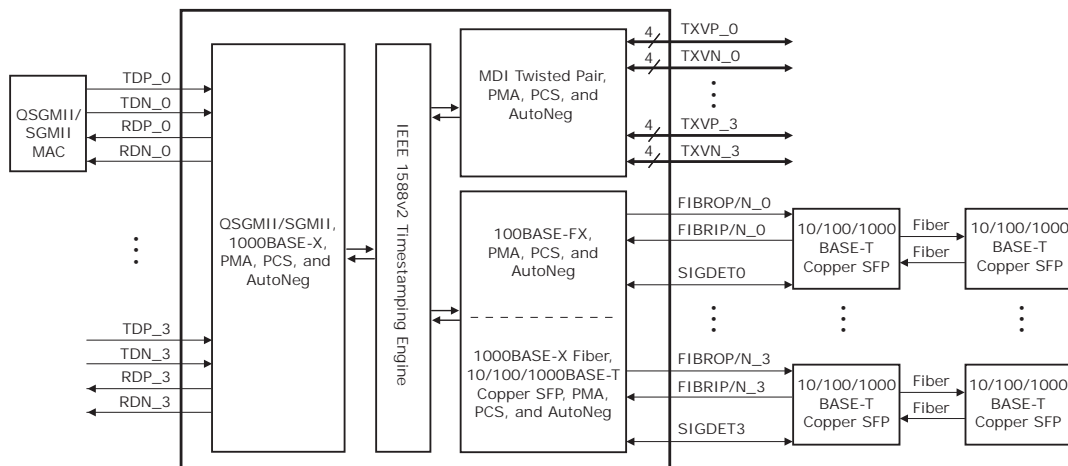 QSGMII/
SGMII
MAC
TDP_0
TDN_0
RDP_0
RDN_0
TDP_3
TDN_3
RDP_3
RDN_3
QSGMII/SGMII,
1000BASE-X,
PMA, PCS, and
AutoNeg
IEEE 1588v2 Timestamping Engine
MDI Twisted Pair,
PMA, PCS, and
AutoNeg
4 TXVP_0
4 TXVN_0
4 TXVP_3
4 TXVN_3
100BASE-FX,
PMA, PCS, and
AutoNeg
1000BASE-X Fiber,
10/100/1000BASE-T
Copper SFP, PMA,
PCS, and AutoNeg
FIBROP/N_0
FIBRIP/N_0
SIGDET0
10/100/1000
BASE-T
Copper SFP
Fiber
Fiber
10/100/1000
BASE-T
Copper SFP
FIBROP/N_3
FIBRIP/N_3
SIGDET3
10/100/1000
BASE-T
Copper SFP
Fiber
Fiber
10/100/1000
BASE-T
Copper SFP